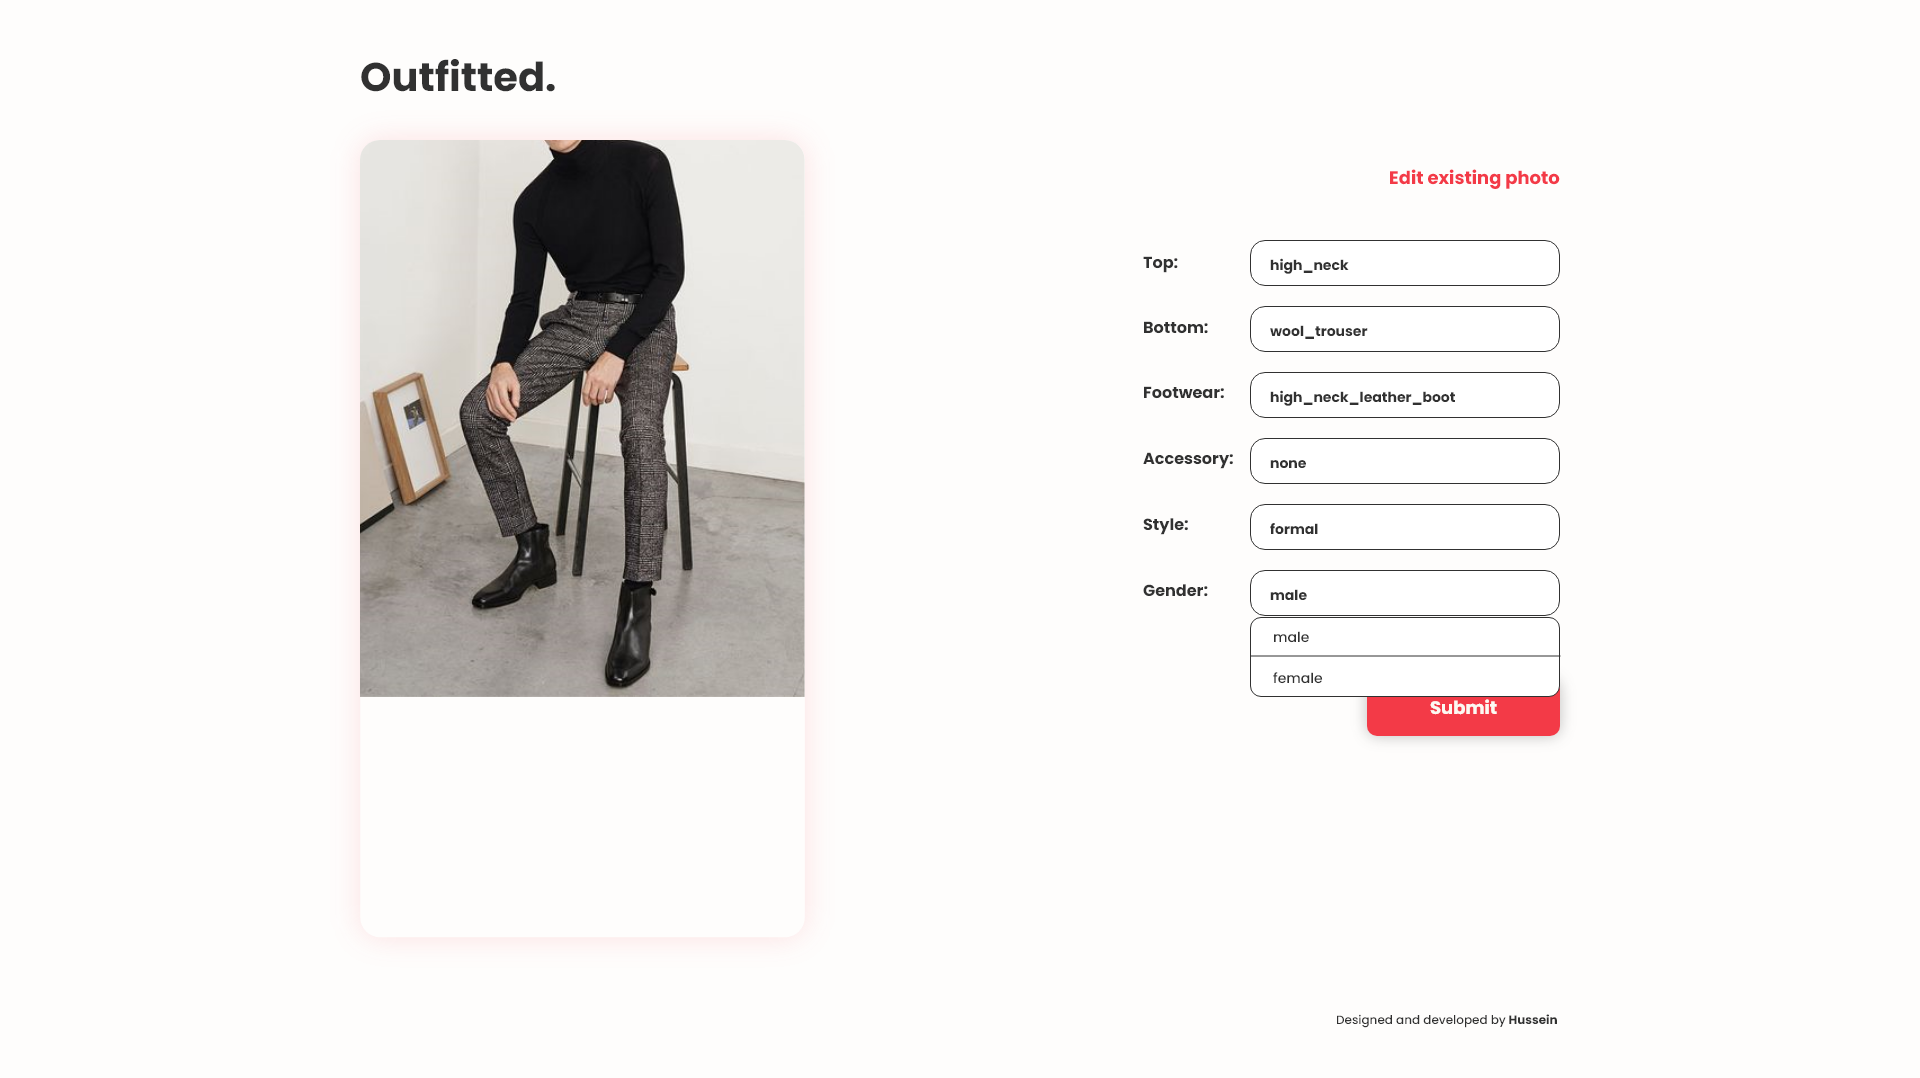 Outfitted.
Edit existing photo
Top:
high_neck
Bottom:
wool_trouser
Footwear:
high_neck_leather_boot
Accessory:
none
Style:
formal
Gender:
male
male
female
Submit
Designed and developed by Hussein